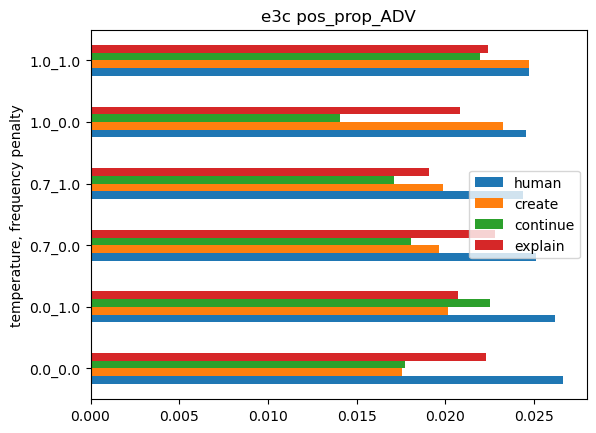 e3c pos_prop_ADV
temperature, frequency penalty
1.0_1.0
1.0_0.0
0.7_1.0
0.7_0.0
0.0_1.0
0.0_0.0
human
create
continue
explain
0.000 0.005 0.010 0.015 0.020 0.025